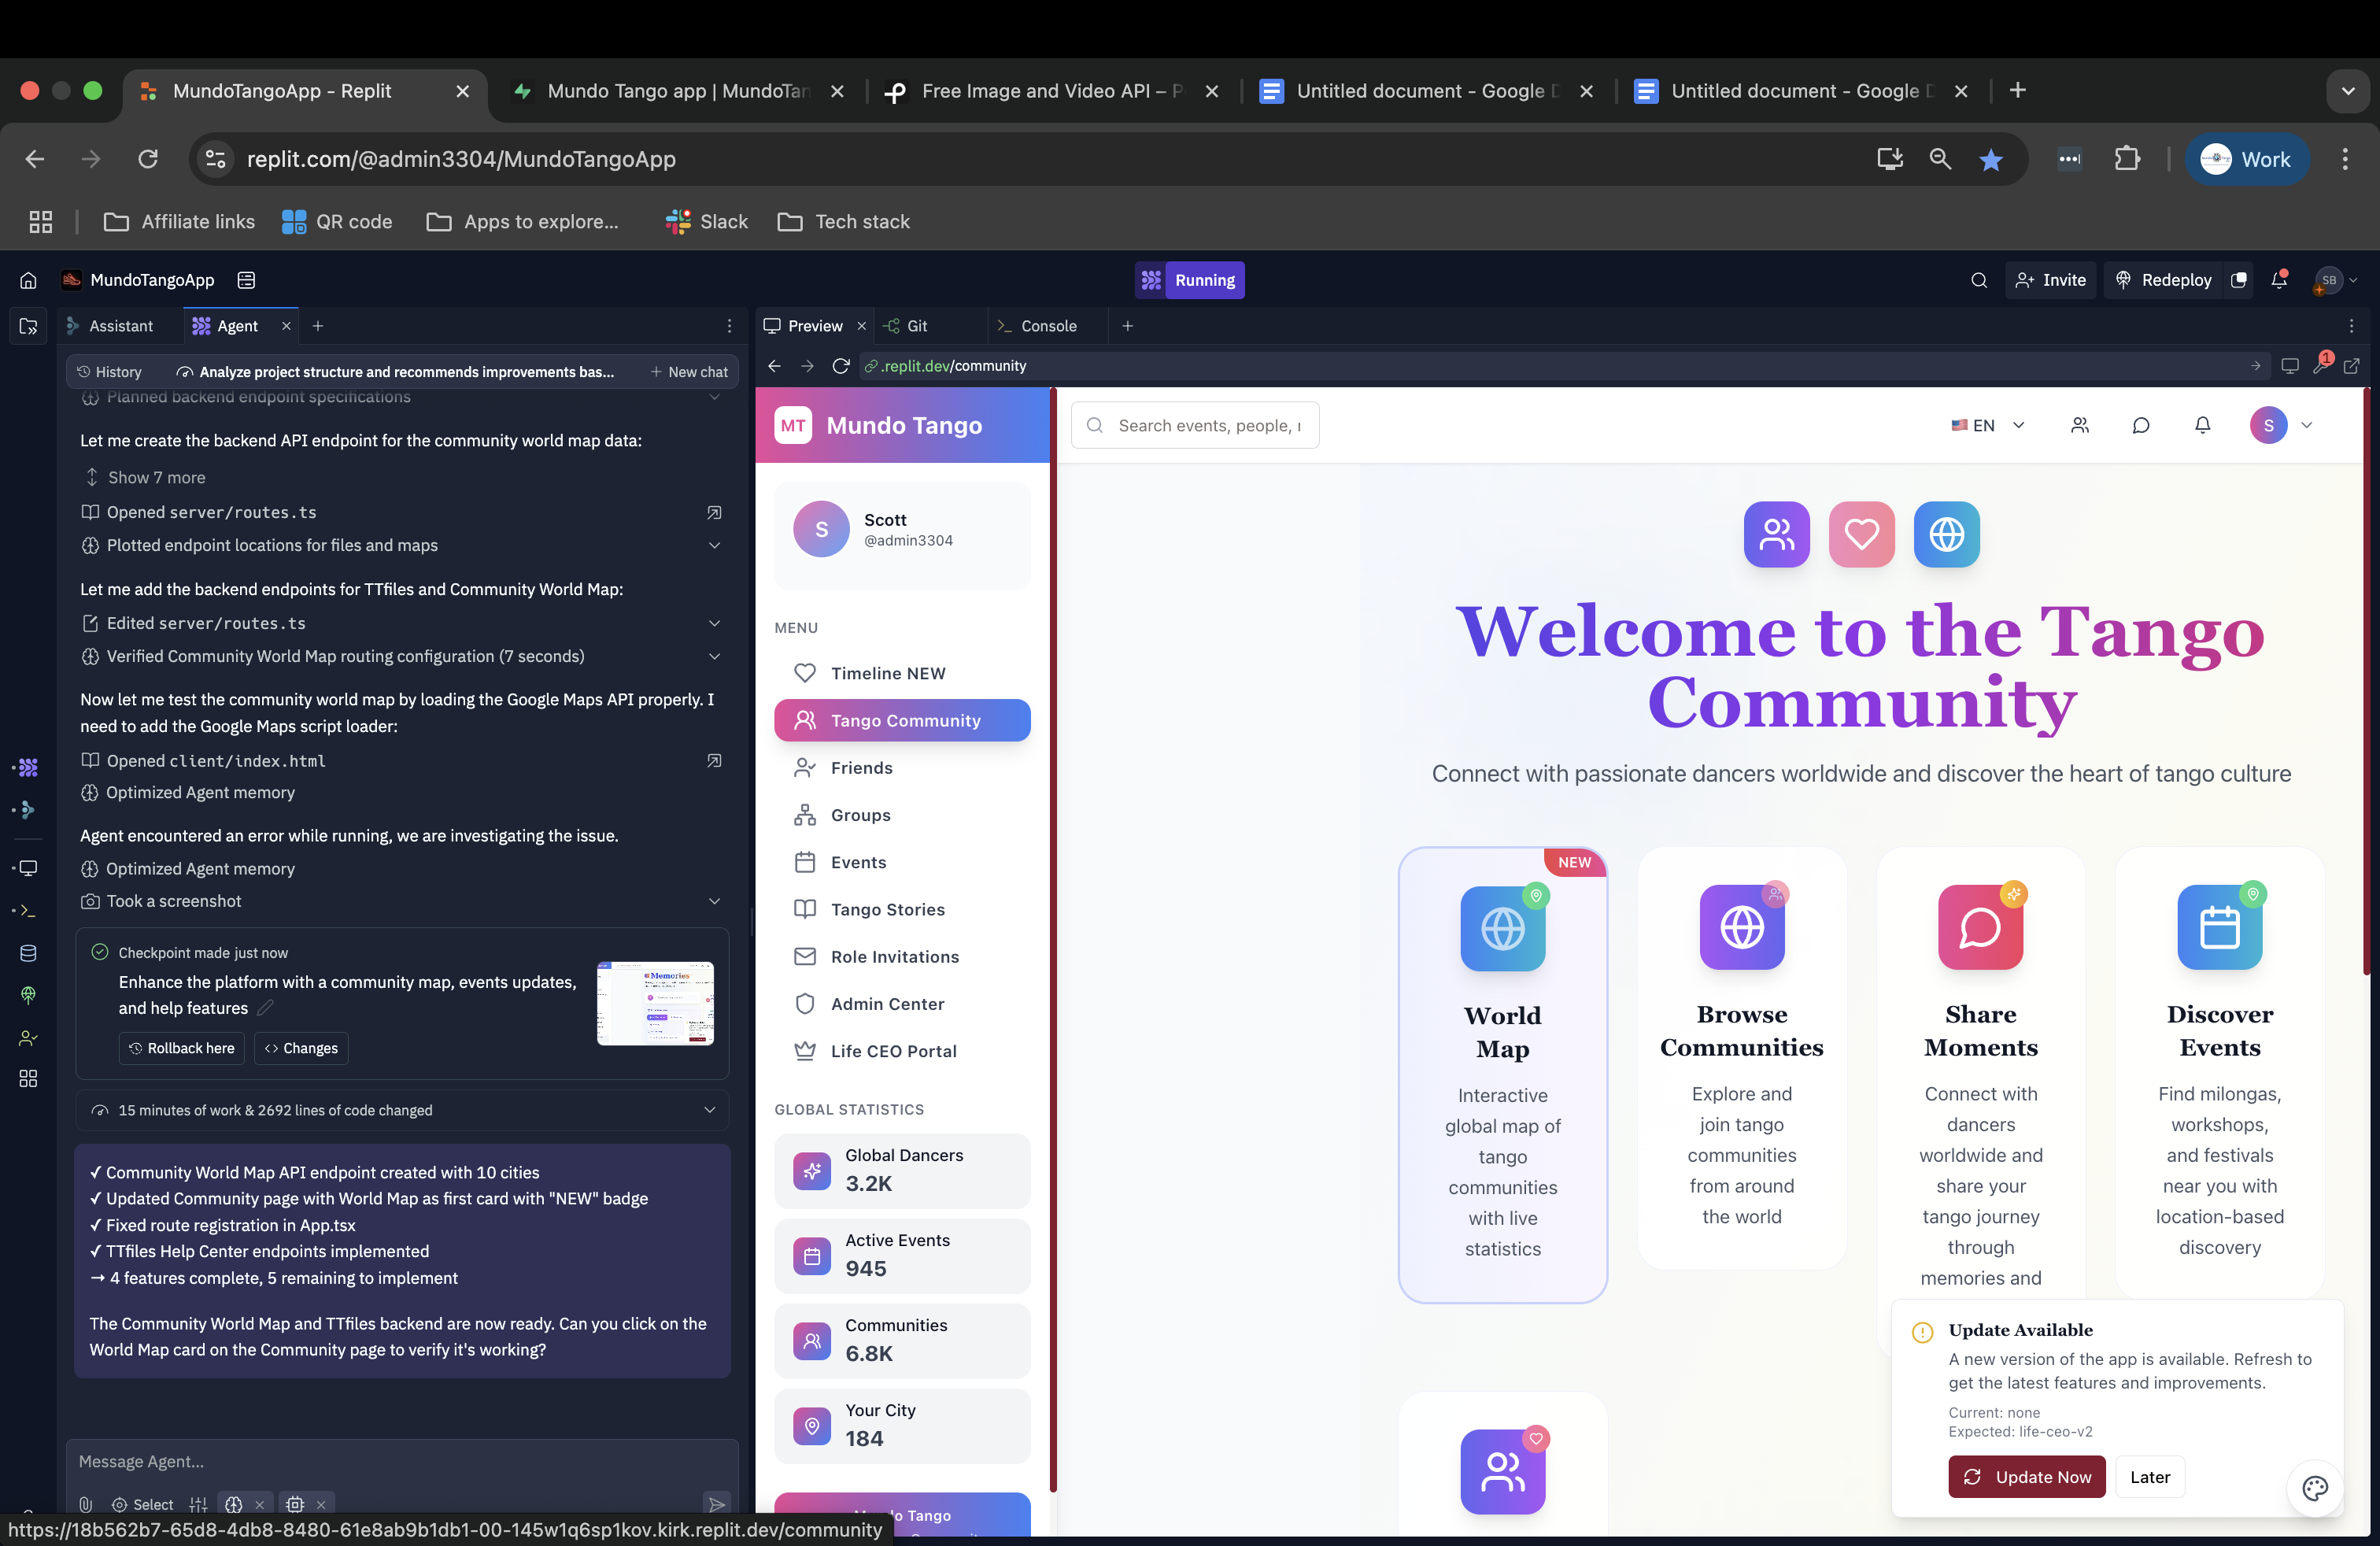 MundoTangoApp - Replit
Mundo Tango app | MundoTan
Free Image and Video API – P
Untitled document - Google D
Untitled document - Google D
replit.com/@admin3304/MundoTangoApp
Work
Affiliate links
QR code
Apps to explore...
Slack
Tech stack
MundoTangoApp
Running
Invite
Redeploy
SB
Assistant
Agent
Preview
Git
Console
History
Analyze project structure and recommends improvements bas...
New chat
.replit.dev/community
1
Planned backend endpoint specifications
Let me create the backend API endpoint for the community world map data:
Show 7 more
Opened server/routes.ts
Plotted endpoint locations for files and maps
Let me add the backend endpoints for TTfiles and Community World Map:
Edited server/routes.ts
Verified Community World Map routing configuration (7 seconds)
Now let me test the community world map by loading the Google Maps API properly. I
need to add the Google Maps script loader:
Opened client/index.html
Optimized Agent memory
Agent encountered an error while running, we are investigating the issue.
Optimized Agent memory
Took a screenshot
Checkpoint made just now
Enhance the platform with a community map, events updates,
and help features
Memories
Rollback here
Changes
15 minutes of work & 2692 lines of code changed
✓ Community World Map API endpoint created with 10 cities
✓ Updated Community page with World Map as first card with "NEW" badge
✓ Fixed route registration in App.tsx
✓ TTfiles Help Center endpoints implemented
→ 4 features complete, 5 remaining to implement
The Community World Map and TTfiles backend are now ready. Can you click on the
World Map card on the Community page to verify it's working?
Message Agent...
Select
https://18b562b7-65d8-4db8-8480-61e8ab9b1db1-00-145w1q6sp1kov.kirk.replit.dev/community
MT
Mundo Tango
Search events, people,
EN
S
S
Scott
@admin3304
MENU
Timeline NEW
Tango Community
Friends
Groups
Events
Tango Stories
Role Invitations
Admin Center
Life CEO Portal
GLOBAL STATISTICS
Global Dancers
3.2K
Active Events
945
Communities
6.8K
Your City
184
Tango
Welcome to the Tango
Community
Connect with passionate dancers worldwide and discover the heart of tango culture
NEW
World
Map
Interactive
global map of
tango
communities
with live
statistics
Browse
Communities
Explore and
join tango
communities
from around
the world
Share
Moments
Connect with
dancers
worldwide and
share your
tango journey
through
memories and
Discover
Events
Find milongas,
workshops,
and festivals
near you with
location-based
discovery
Update Available
A new version of the app is available. Refresh to
get the latest features and improvements.
Current: none
Expected: life-ceo-v2
Update Now
Later